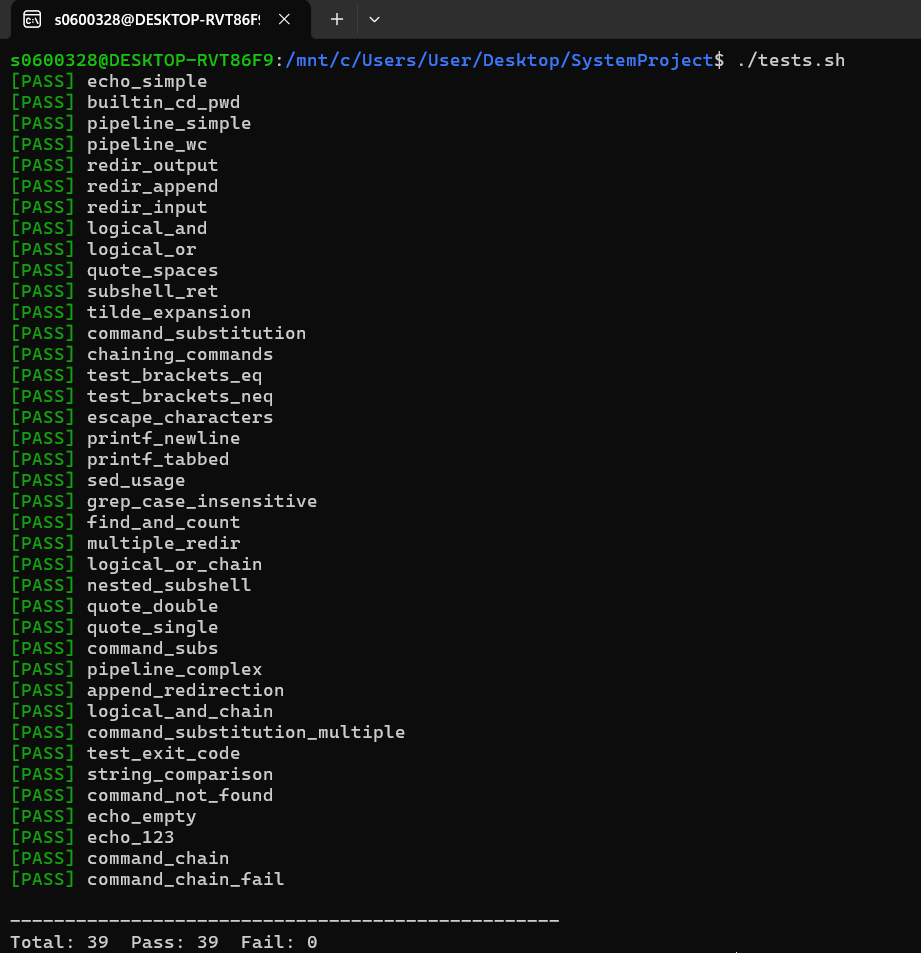 s0600328@DESKTOP-RVT86F9
s0600328@DESKTOP-RVT86F9:/mnt/c/Users/User/Desktop/SystemProject$ ./tests.sh
[PASS] echo_simple
[PASS] builtin_cd_pwd
[PASS] pipeline_simple
[PASS] pipeline_wc
[PASS] redir_output
[PASS] redir_append
[PASS] redir_input
[PASS] logical_and
[PASS] logical_or
[PASS] quote_spaces
[PASS] subshell_ret
[PASS] tilde_expansion
[PASS] command_substitution
[PASS] chaining_commands
[PASS] test_brackets_eq
[PASS] test_brackets_neq
[PASS] escape_characters
[PASS] printf_newline
[PASS] printf_tabbed
[PASS] sed_usage
[PASS] grep_case_insensitive
[PASS] find_and_count
[PASS] multiple_redir
[PASS] logical_or_chain
[PASS] nested_subshell
[PASS] quote_double
[PASS] quote_single
[PASS] command_subs
[PASS] pipeline_complex
[PASS] append_redirection
[PASS] logical_and_chain
[PASS] command_substitution_multiple
[PASS] test_exit_code
[PASS] string_comparison
[PASS] command_not_found
[PASS] echo_empty
[PASS] echo_123
[PASS] command_chain
[PASS] command_chain_fail
--------------------------------------------------
Total: 39  Pass: 39  Fail: 0